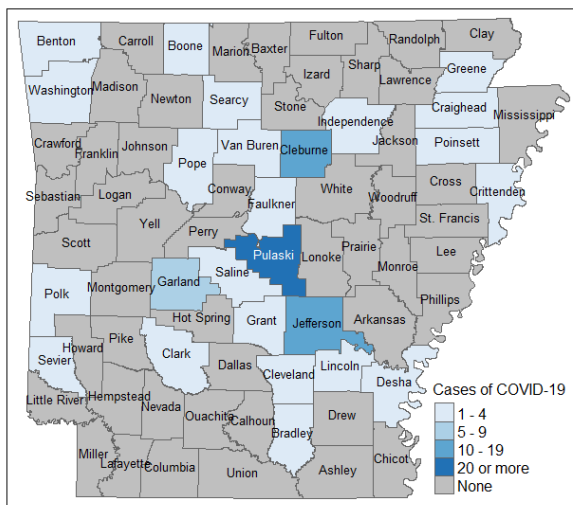 Benton
Carroll
Boone
Marion
Baxter
Fulton
Randolph
Clay
Sharp
Izard
Lawrence
Greene
Washington
Madison
Newton
Searcy
Stone
Independence
Craighead
Mississippi
Crawford
Franklin
Johnson
Pope
Van Buren
Cleburne
Jackson
Poinsett
Sebastian
Logan
Conway
Faulkner
White
Woodruff
Cross
Crittenden
St. Francis
Scott
Yell
Perry
Pulaski
Lonoke
Prairie
Monroe
Lee
Phillips
Polk
Montgomery
Garland
Saline
Hot Spring
Grant
Jefferson
Arkansas
Sevier
Howard
Pike
Clark
Dallas
Cleveland
Lincoln
Desha
Little River
Hempstead
Nevada
Ouachita
Calhoun
Bradley
Drew
Miller
Lafayette
Columbia
Union
Ashley
Chicot
Cases of COVID-19
1 - 4
5 - 9
10 - 19
20 or more
None